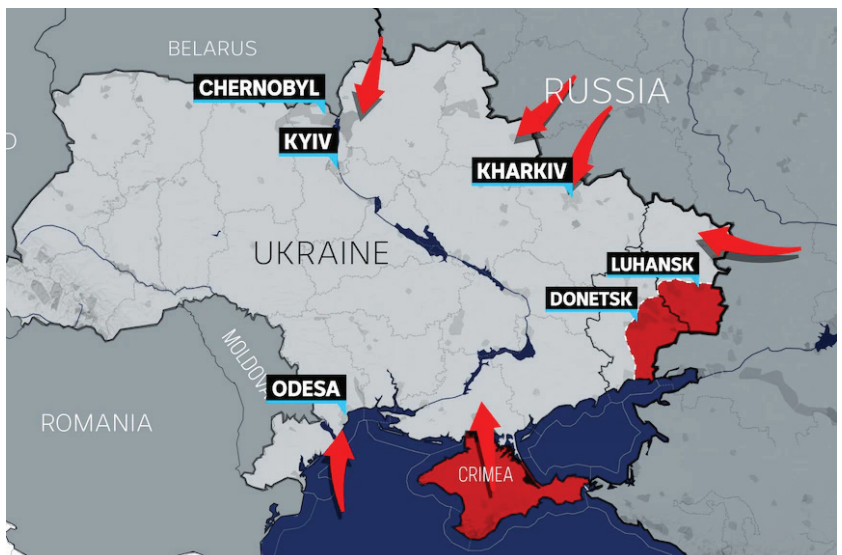 BELARUS
RUSSIA
CHERNOBYL
KYIV
KHARKIV
UKRAINE
LUHANSK
DONETSK
MOLDOVA
ODESA
ROMANIA
CRIMEA